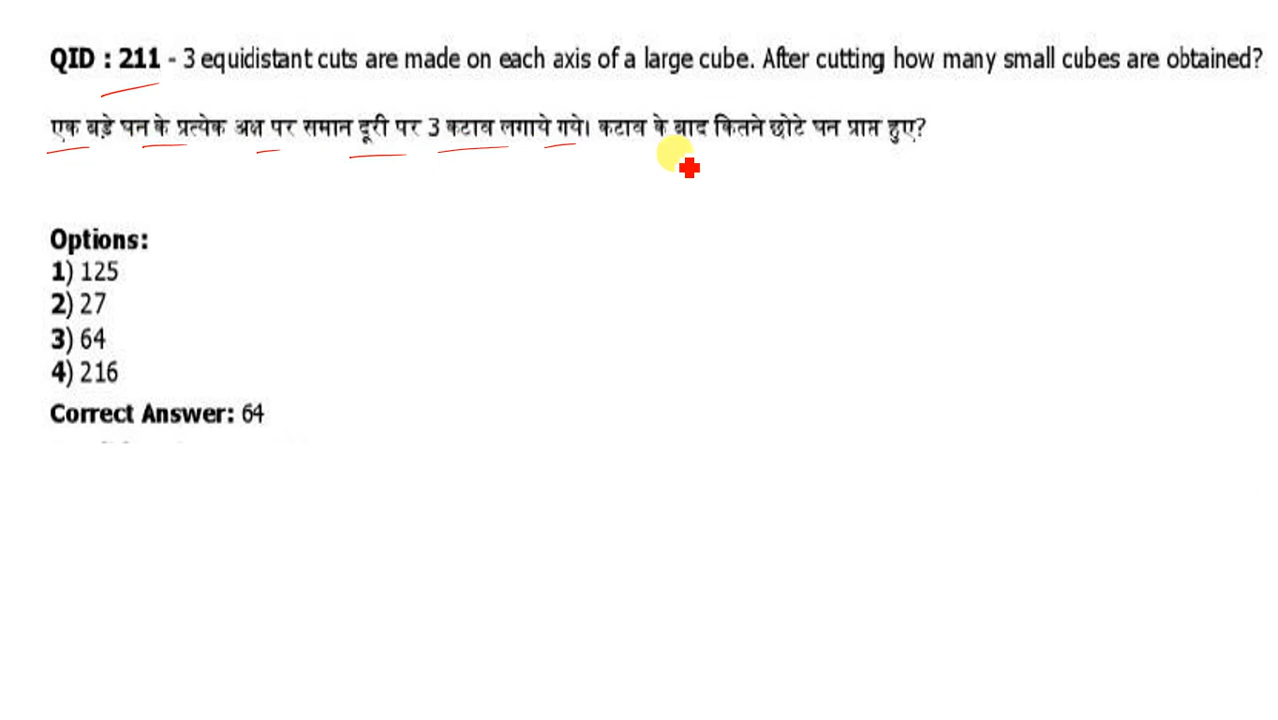 QID : 211 - 3 equidistant cuts are made on each axis of a large cube. After cutting how many small cubes are obtained?
एक बड़े घन के प्रत्येक अक्ष पर समान दूरी पर 3 कटाव लगाये गये। कटाव के बाद कितने छोटे घन प्राप्त हुए?
Options:
1) 125
2) 27
3) 64
4) 216
Correct Answer: 64